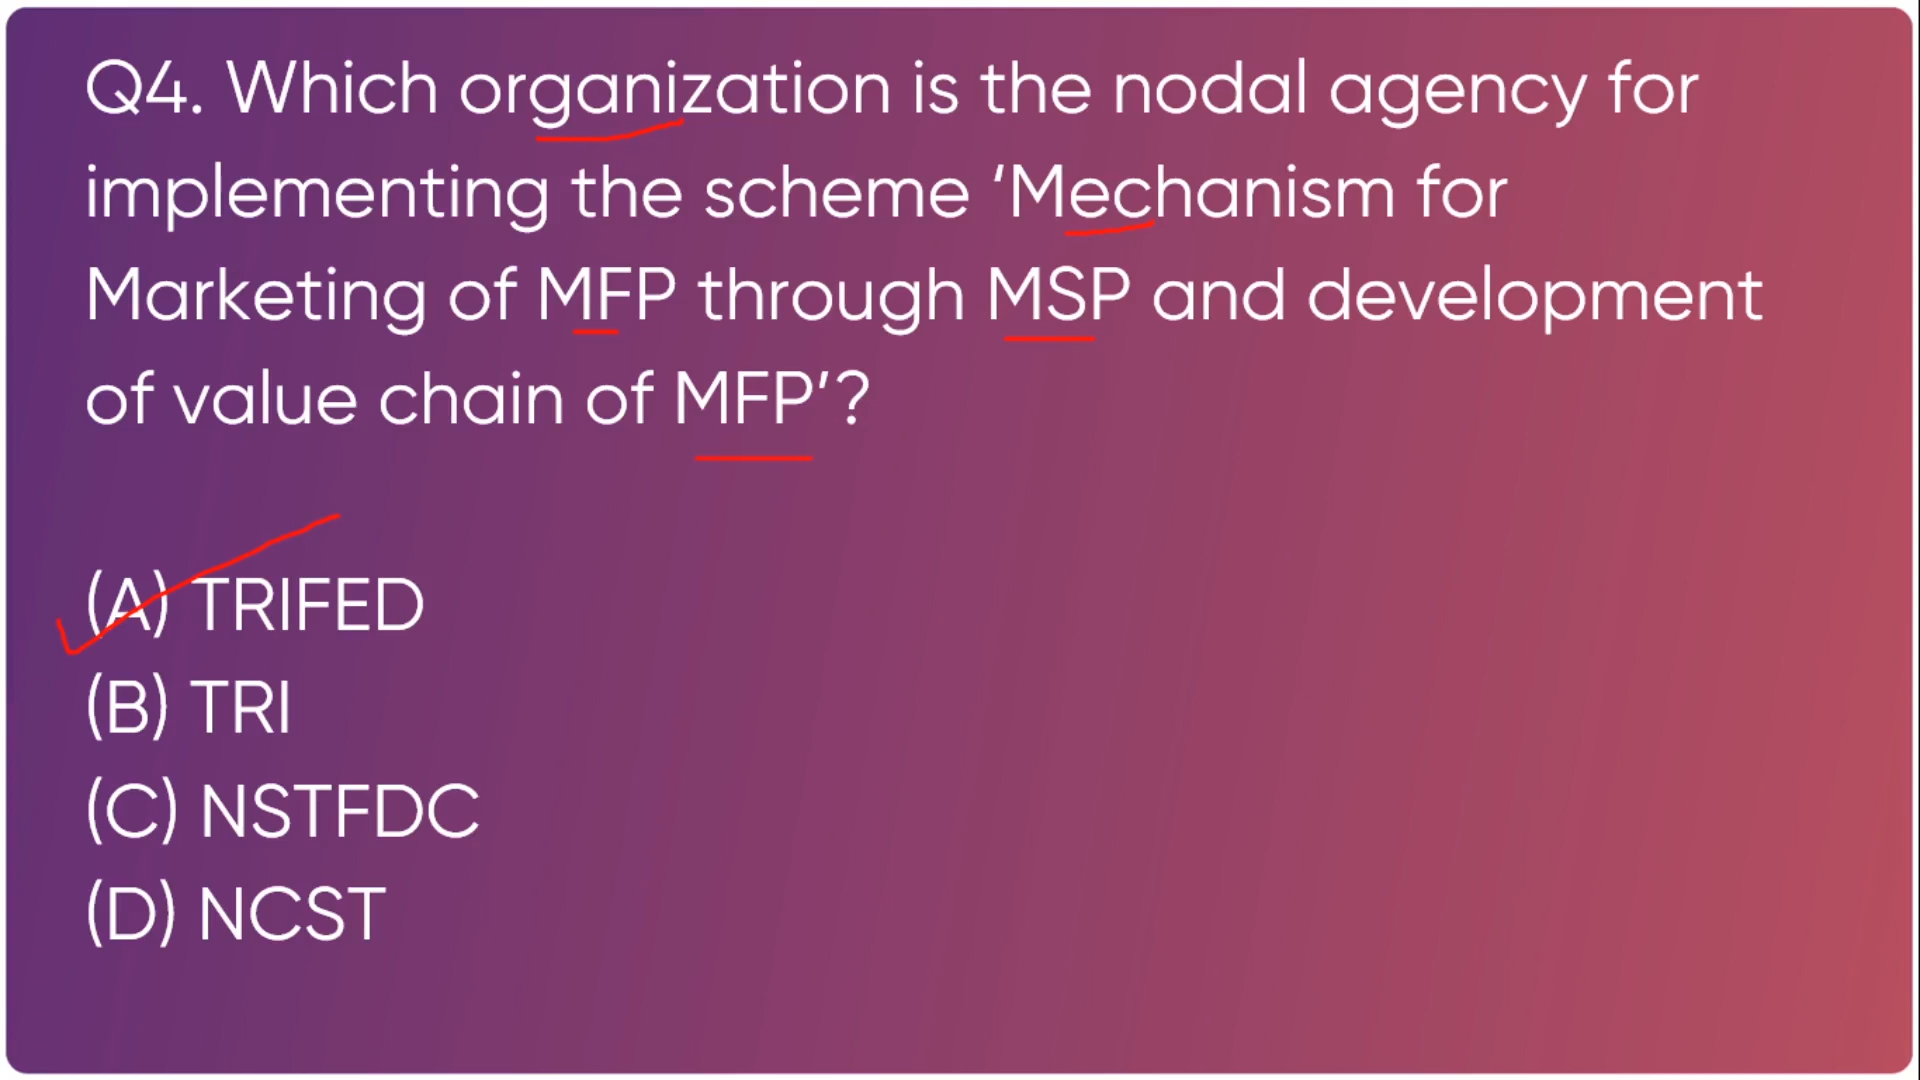 Q4. Which organization is the nodal agency for
implementing the scheme ‘Mechanism for
Marketing of MFP through MSP and development
of value chain of MFP’?
(A) TRIFED
(B) TRI
(C) NSTFDC
(D) NCST